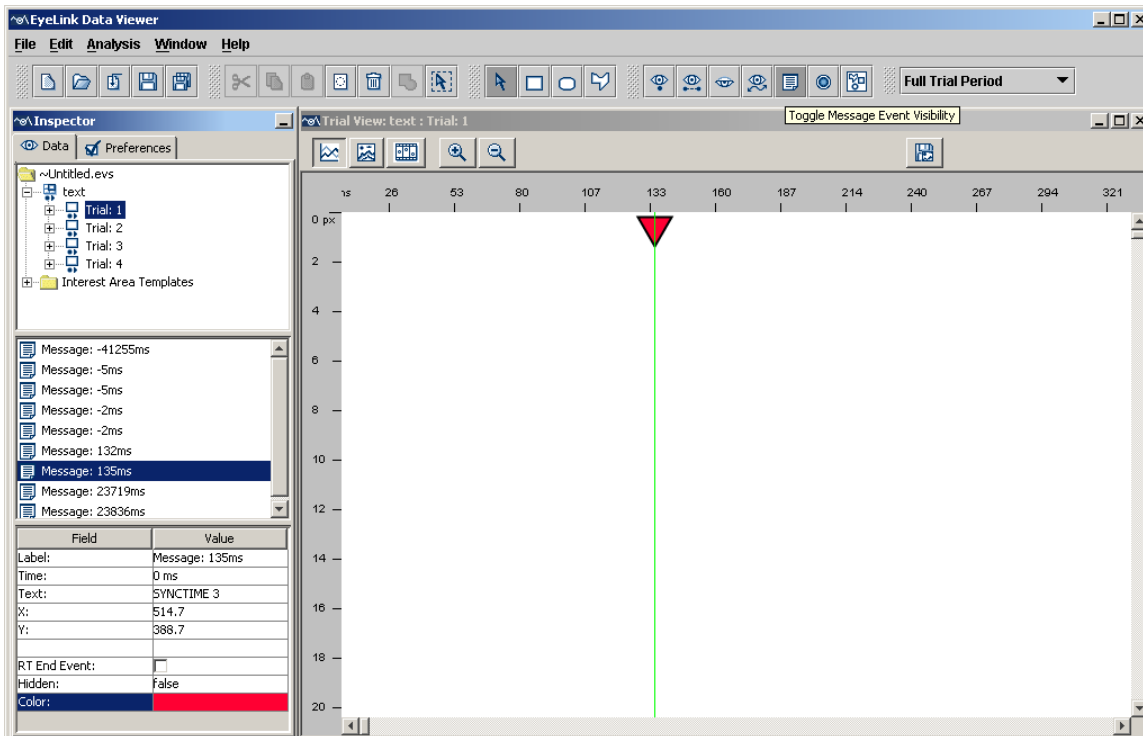 EyeLink Data Viewer
File Edit Analysis Window Help
Full Trial Period
Toggle Message Event Visibility
Inspector
Trial View: text : Trial: 1
Data Preferences
~Untitled.evs
text
Trial: 1
Trial: 2
Trial: 3
Trial: 4
Interest Area Templates
Message: -41255ms
Message: -5ms
Message: -5ms
Message: -2ms
Message: -2ms
Message: 132ms
Message: 135ms
Message: 23719ms
Message: 23836ms
Field Value
Label: Message: 135ms
Time: 0 ms
Text: SYNCTIME 3
X: 514.7
Y: 388.7
RT End Event:
Hidden: false
Color:
26 53 80 107 133 160 187 214 240 267 294 321
0 px
2
4
6
8
10
12
14
16
18
20